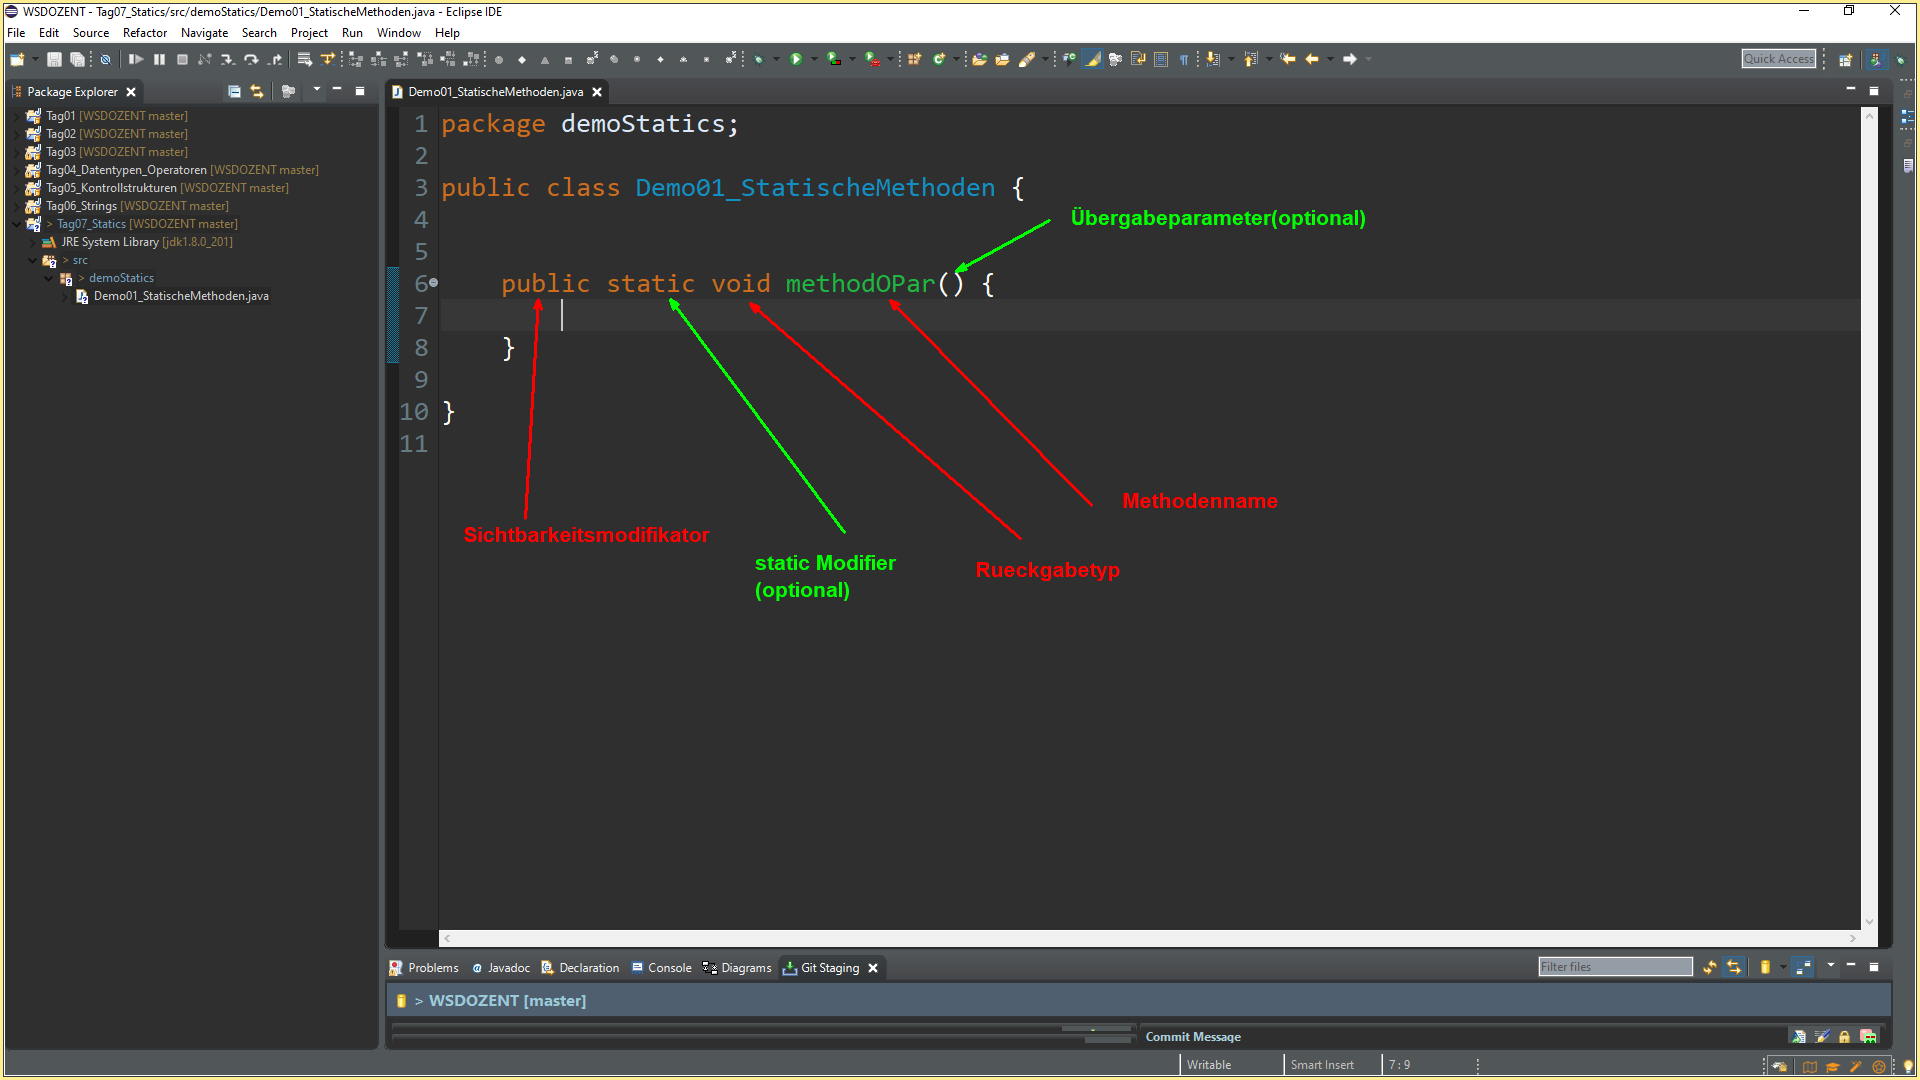 WSDOZENT - Tag07_Statics/src/demoStatics/Demo01_StatischeMethoden.java - Eclipse IDE
File Edit Source Refactor Navigate Search Project Run Window Help
Quick Access
Package Explorer
Tag01 [WSDOZENT master]
Tag02 [WSDOZENT master]
Tag03 [WSDOZENT master]
Tag04_Datentypen_Operatoren [WSDOZENT master]
Tag05_Kontrollstrukturen [WSDOZENT master]
Tag06_Strings [WSDOZENT master]
> Tag07_Statics [WSDOZENT master]
JRE System Library [jdk1.8.0_201]
> src
> demoStatics
Demo01_StatischeMethoden.java
Demo01_StatischeMethoden.java
1 package demoStatics;
2
3 public class Demo01_StatischeMethoden {
4
Übergabeparameter(optional)
5
6 public static void methodOPar() {
7
8 }
9
10 }
11
Methodenname
Sichtbarkeitsmodifikator
static Modifier
(optional)
Rueckgabetyp
Problems Javadoc Declaration Console Diagrams Git Staging
Filter files
> WSDOZENT [master]
Commit Message
Writable Smart Insert 7 : 9